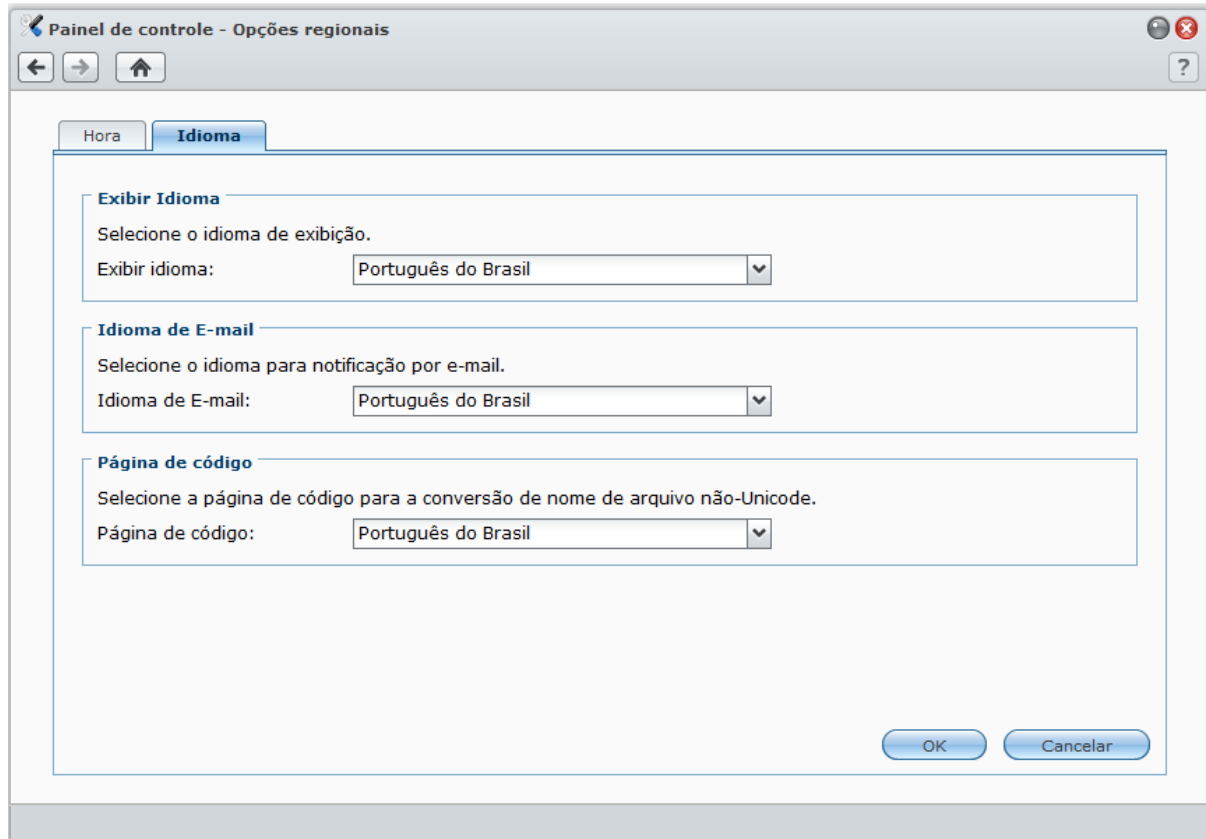 Painel de controle - Opções regionais
?
Hora Idioma
Exibir Idioma
Selecione o idioma de exibição.
Exibir idioma: Português do Brasil
Idioma de E-mail
Selecione o idioma para notificação por e-mail.
Idioma de E-mail: Português do Brasil
Página de código
Selecione a página de código para a conversão de nome de arquivo não-Unicode.
Página de código: Português do Brasil
OK Cancelar